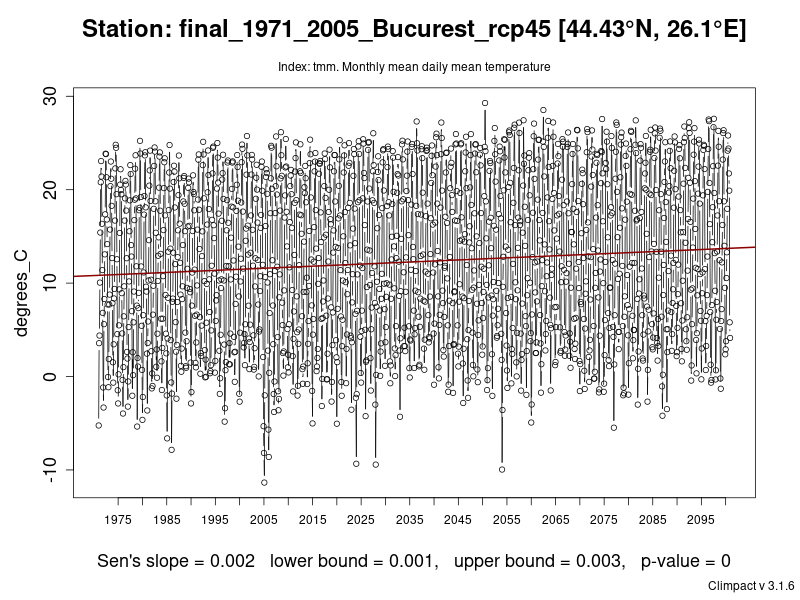 Station: final_1971_2005_Bucurest_rcp45 [44.43°N, 26.1°E]
Index: tmm. Monthly mean daily mean temperature
degrees_C
30
20
10
0
-10
1975 1985 1995 2005 2015 2025 2035 2045 2055 2065 2075 2085 2095
Sen's slope = 0.002 lower bound = 0.001, upper bound = 0.003, p-value = 0
Climpact v 3.1.6